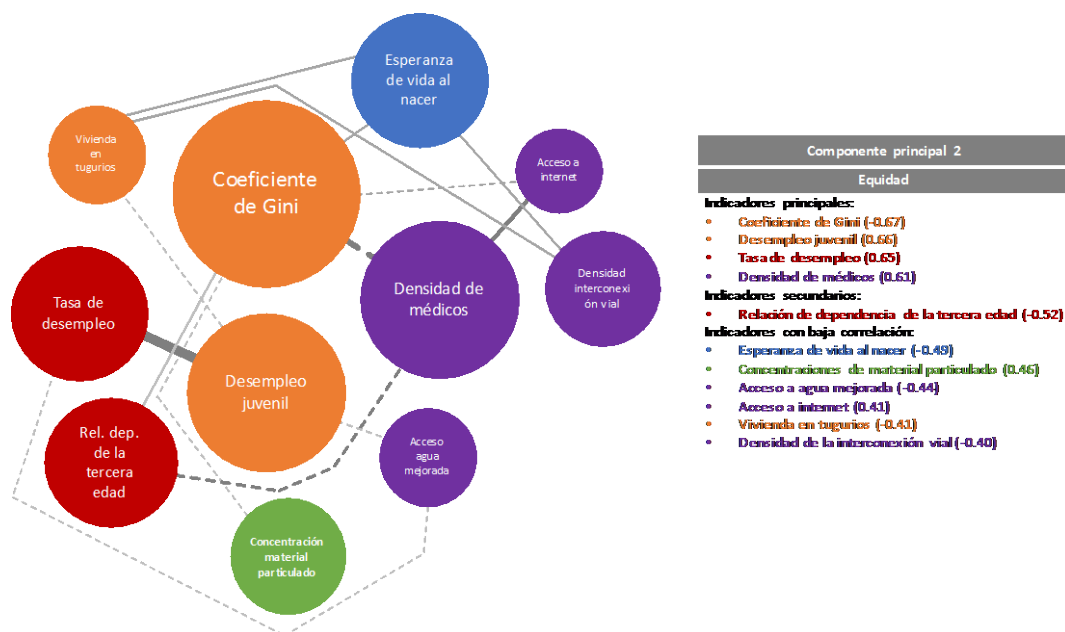 Esperanza
de vida al
nacer
Vivienda
en
tugurios
Coeficiente
de Gini
Acceso a
internet
Tasa de
desempleo
Densidad de
médicos
Densidad
interconexi
ón vial
Desempleo
juvenil
Rel. dep.
de la
tercera
edad
Acceso
agua
mejorada
Concentración
material
particulado
Componente principal 2
Equidad
Indicadores principales:
• Coeficiente de Gini (-0.67)
• Desempleo juvenil (0.66)
• Tasa de desempleo (0.65)
• Densidad de médicos (0.61)
Indicadores secundarios:
• Relación de dependencia de la tercera edad (-0.52)
Indicadores con baja correlación:
• Esperanza de vida al nacer (-0.49)
• Concentraciones de material particulado (0.46)
• Acceso a agua mejorada (-0.44)
• Acceso a internet (0.41)
• Vivienda en tugurios (-0.41)
• Densidad de la interconexión vial (-0.40)